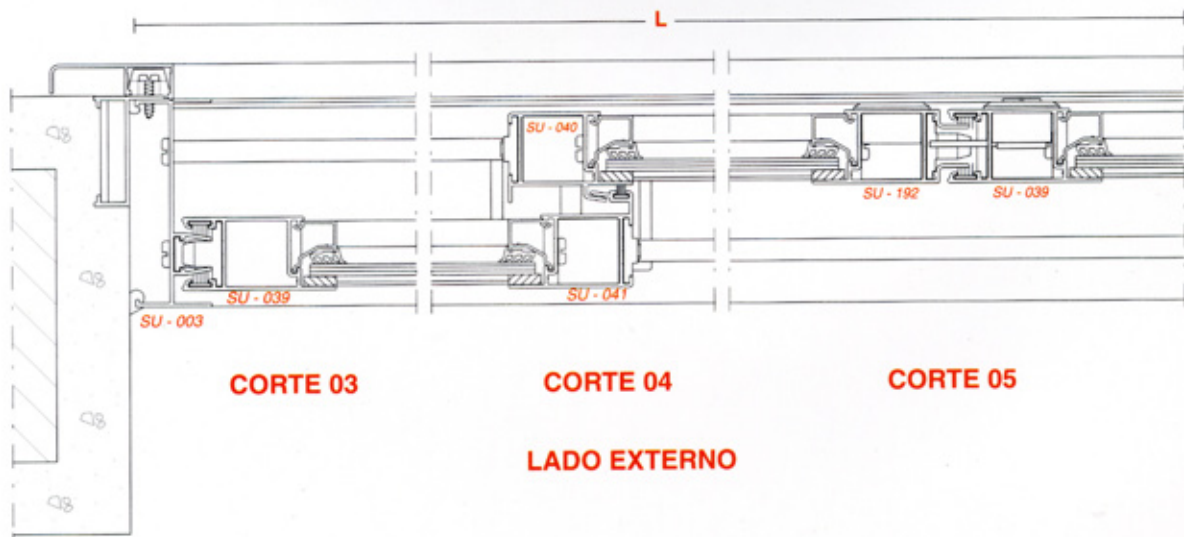 L
SU - 040
SU - 192
SU - 039
SU - 039
SU - 041
SU - 003
CORTE 03
CORTE 04
CORTE 05
LADO EXTERNO